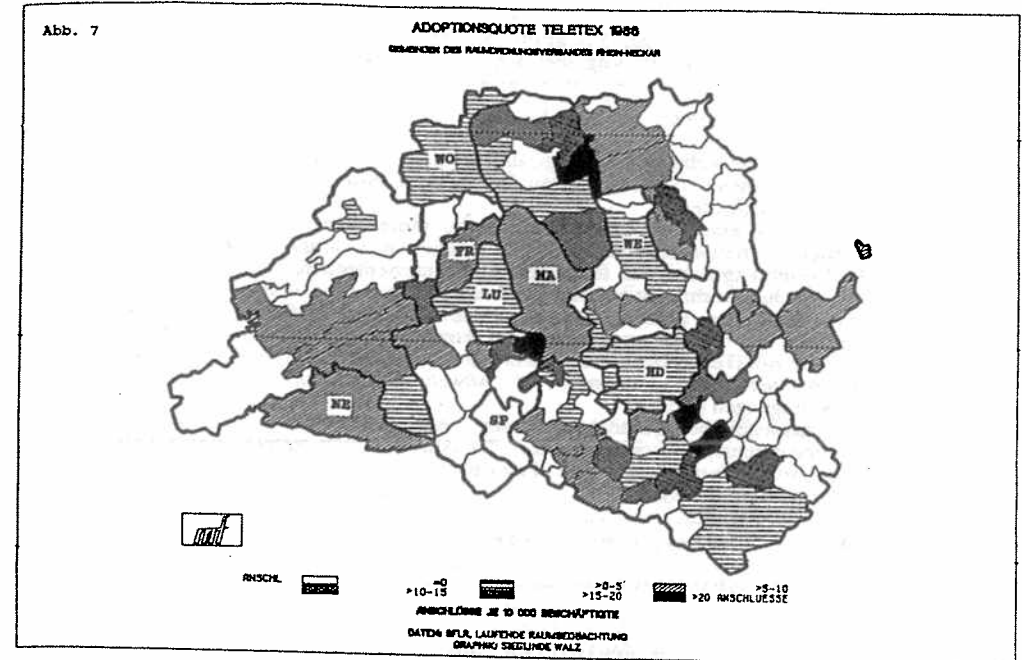 Abb. 7
ADOPTIONSQUOTE TELETEX 1986
GEMEINDEN DES RAUMORDNUNGSVERBANDES RHEIN-NECKAR
WO
FR
WE
MA
LU
HD
NE
SP
ANSCHL =0 >0-5 >5-10
>10-15 >15-20 >20 ANSCHLUESSE
ANSCHLÜSSE JE 10 000 BESCHÄFTIGTE
DATEN: BFLR, LAUFENDE RAUMBEOBACHTUNG
GRAPHIK: SIEGLINDE WALZ